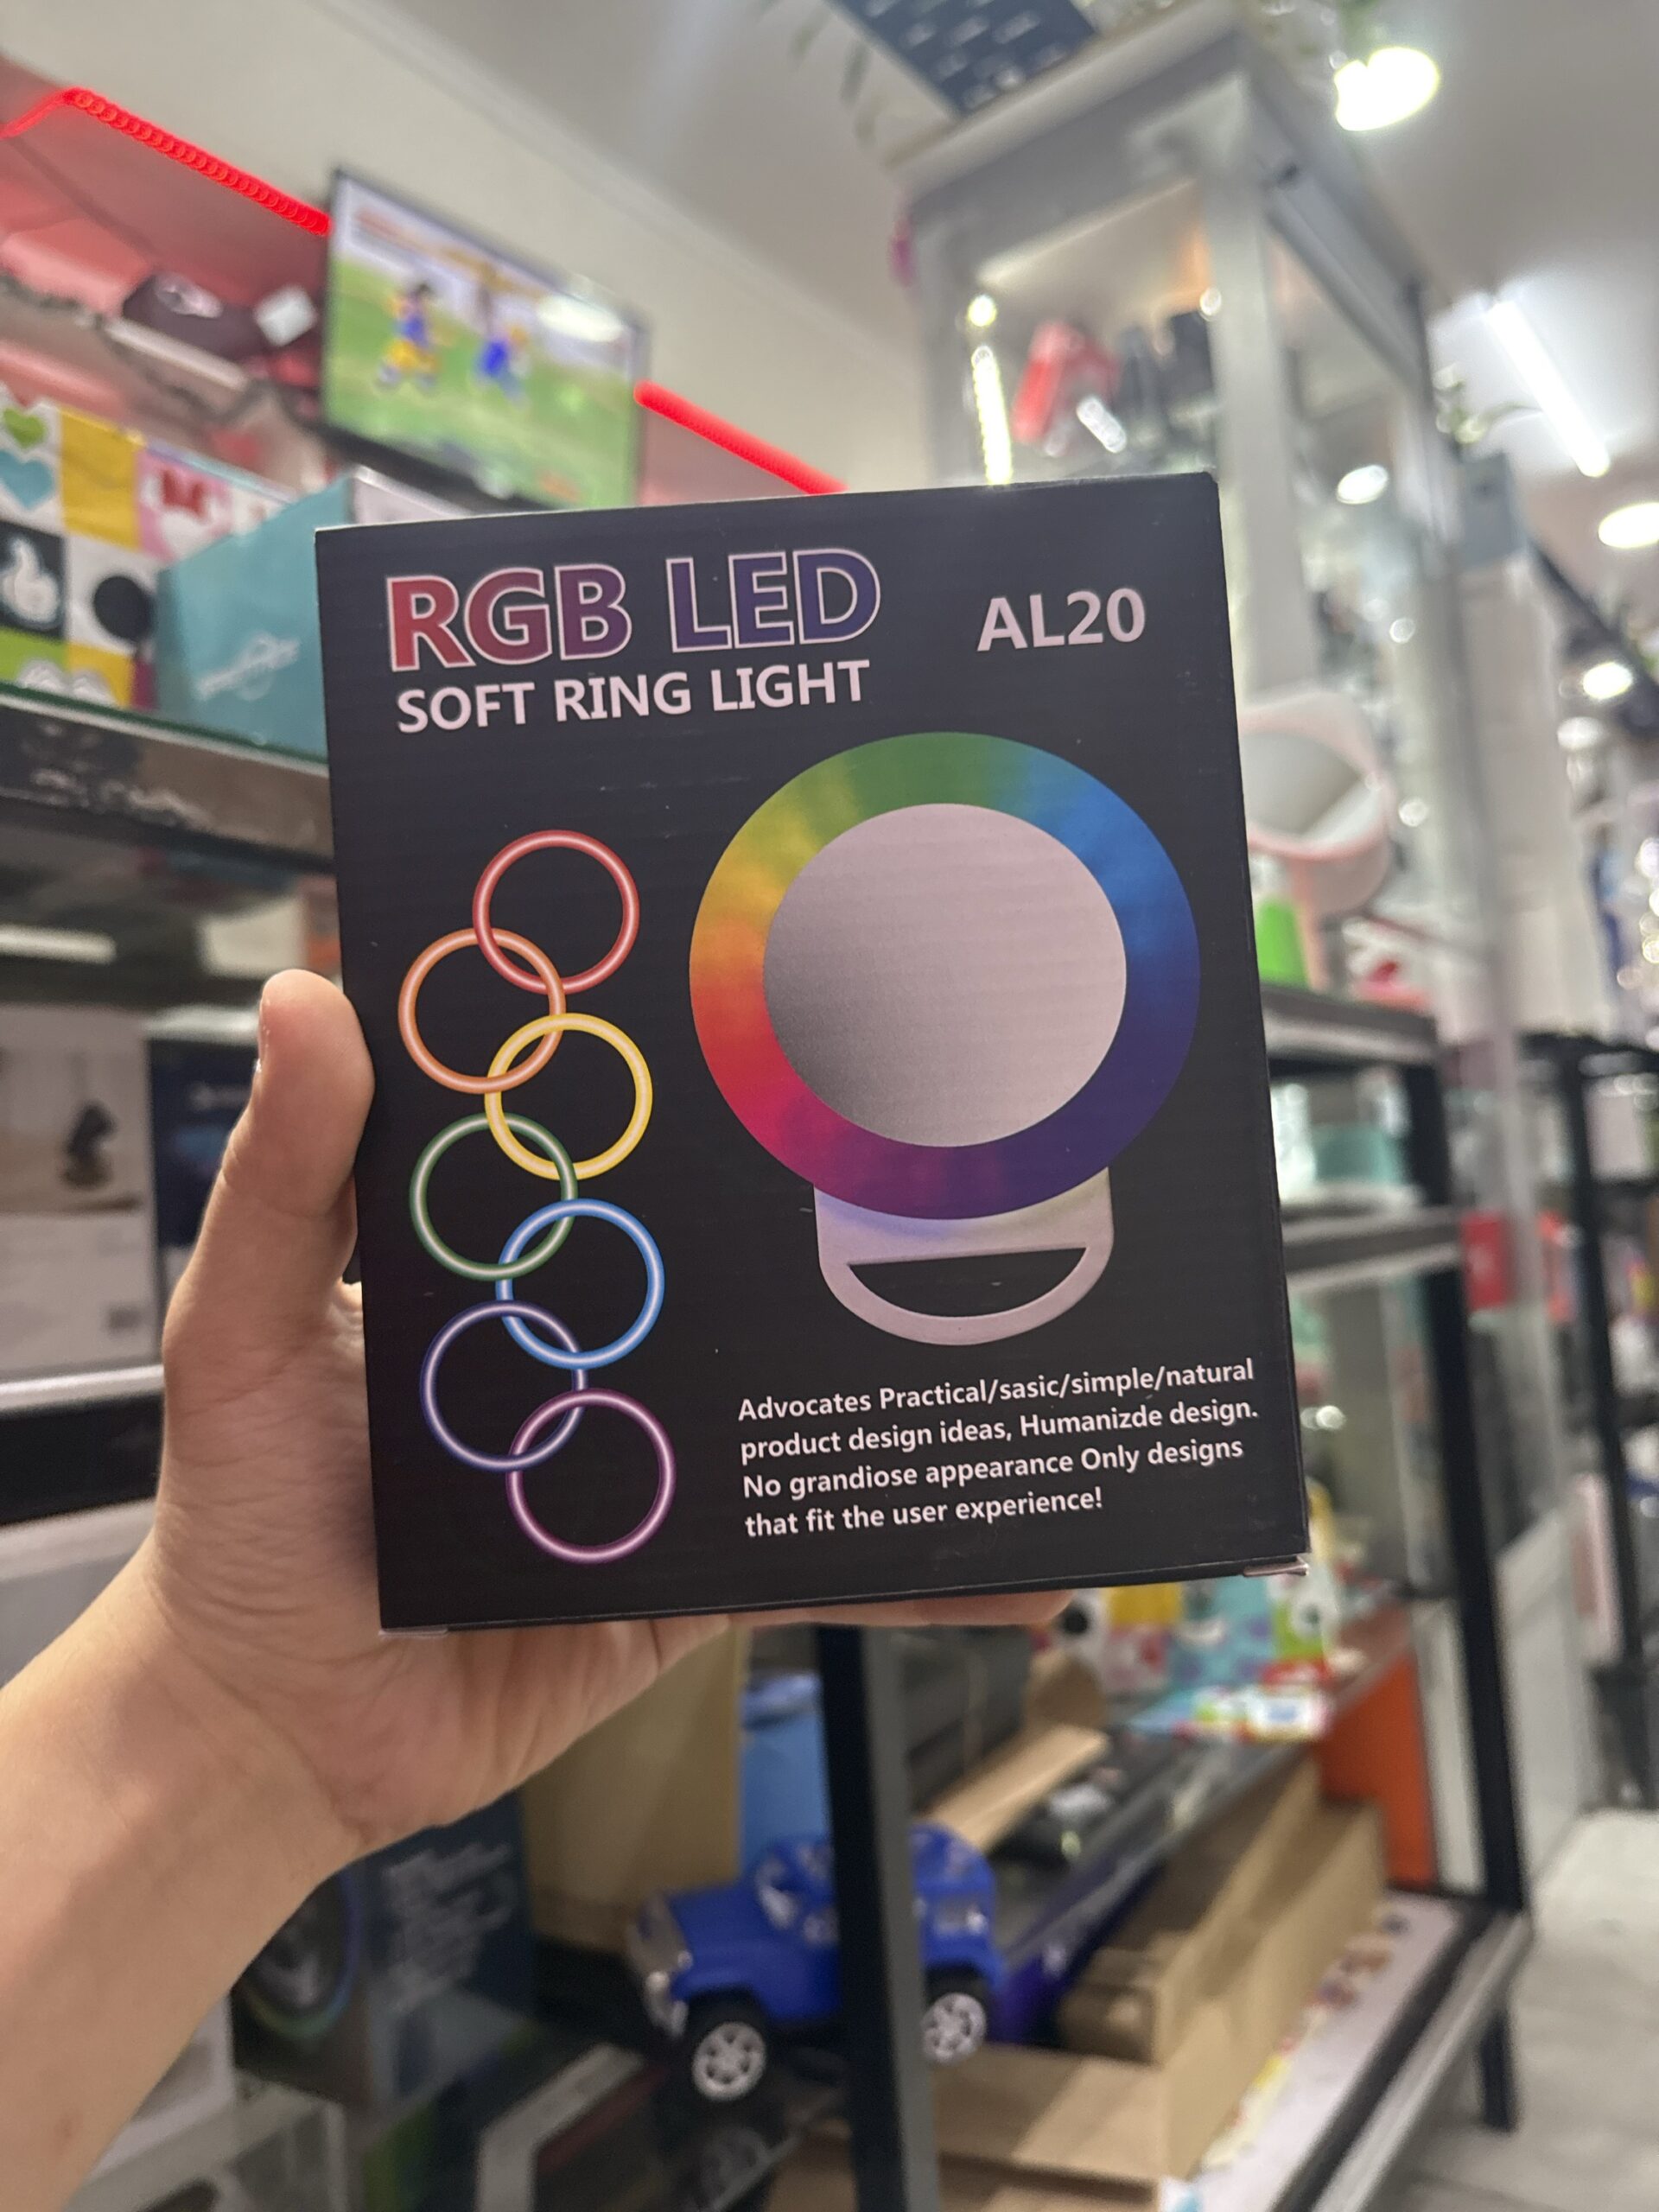 RGB LED
AL20
SOFT RING LIGHT
Advocates Practical/sasic/simple/natural
product design ideas, Humanizde design.
No grandiose appearance Only designs
that fit the user experience!